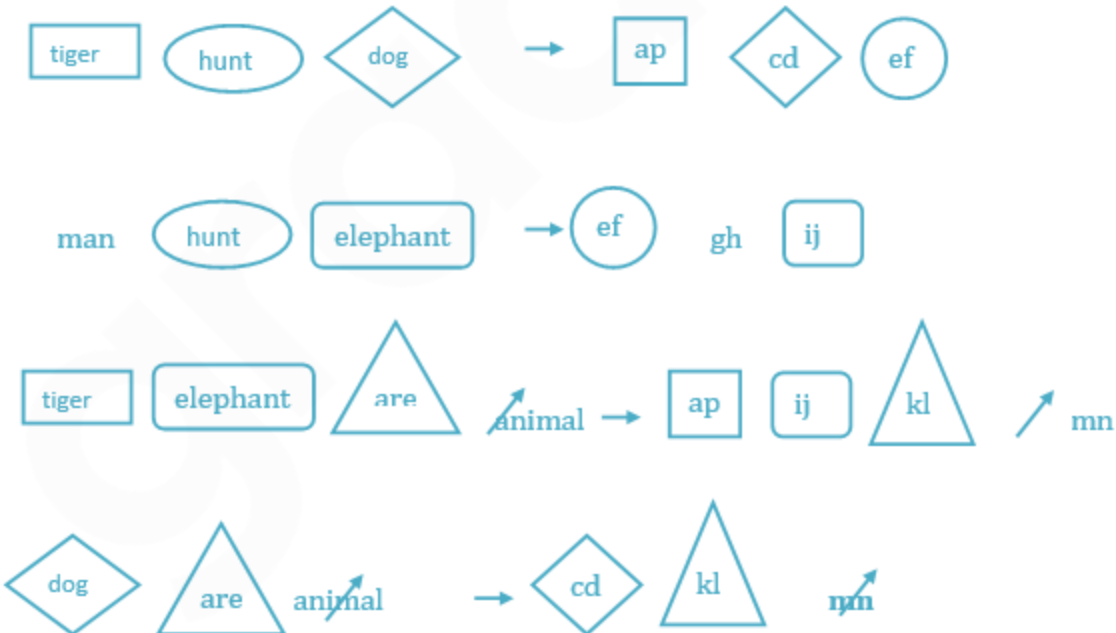 tiger hunt dog → ap cd ef
man hunt elephant → ef gh ij
tiger elephant are animal → ap ij kl mn
dog are animal → cd kl mn